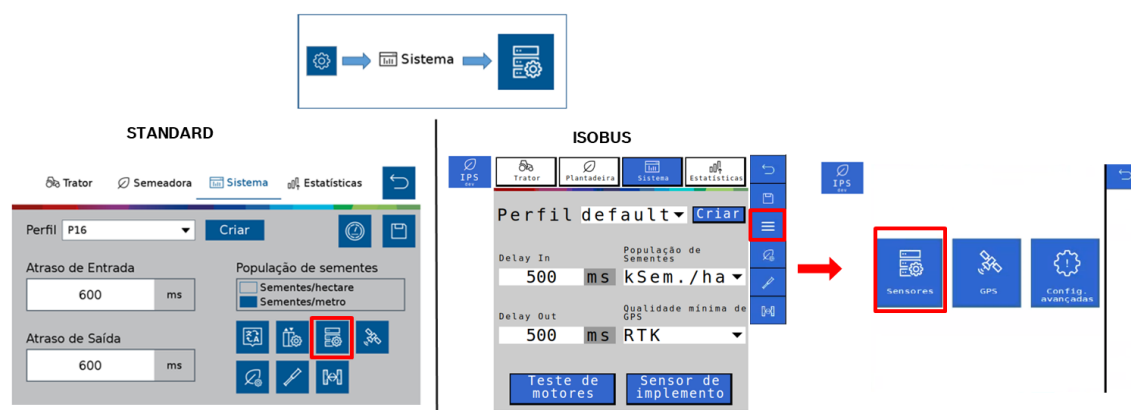 Sistema
STANDARD
Trator
Semeadora
Sistema
Estatísticas
Perfil
P16
Criar
Atraso de Entrada
600
ms
População de sementes
Sementes/hectare
Sementes/metro
Atraso de Saída
600
ms
ISOBUS
IPS
DEV
Trator
Plantadeira
Sistema
Estatísticas
Perfil
default
Criar
Delay In
500
ms
População de
Sementes
kSem./ha
Delay Out
500
ms
Qualidade mínima de
GPS
RTK
Teste de
motores
Sensor de
implemento
IPS
DEV
Sensores
GPS
Config.
avançadas